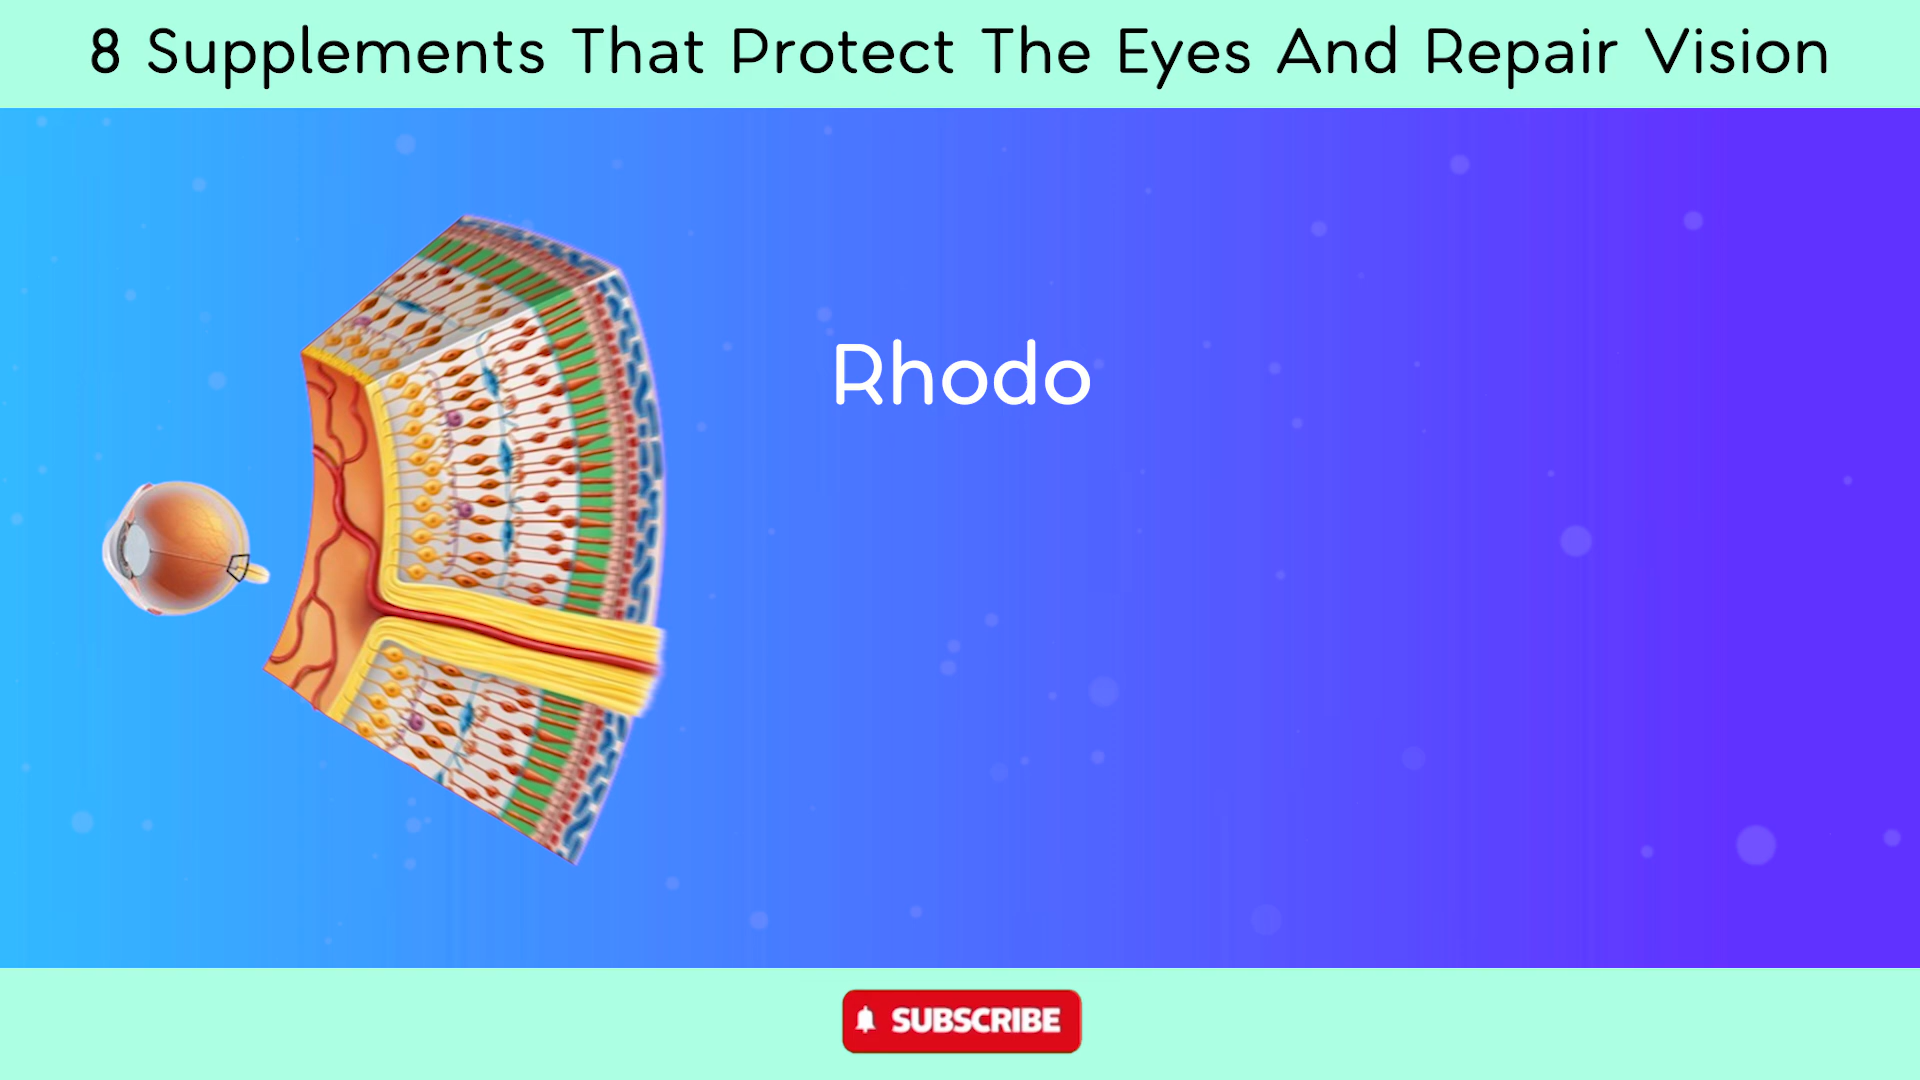 8 Supplements That Protect The Eyes And Repair Vision
Rhodo
SUBSCRIBE